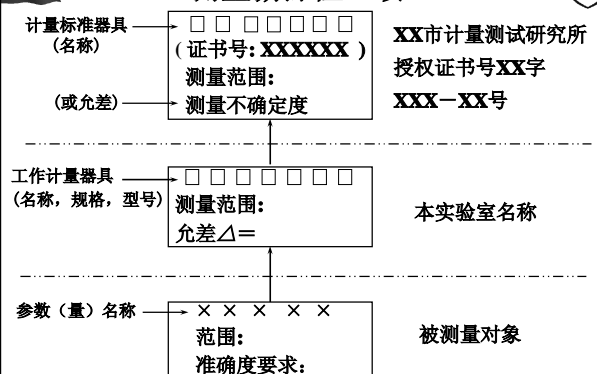 计量标准器具
(名称)
(或允差)
□ □ □ □ □ □ □
(证书号:XXXXXX )
测量范围:
测量不确定度
XX市计量测试研究所
授权证书号XX字
XXX—XX号
工作计量器具
(名称，规格，型号)
□ □ □ □ □ □ □
测量范围:
允差△=
本实验室名称
参数（量）名称
× × × × ×
范围:
准确度要求:
被测量对象